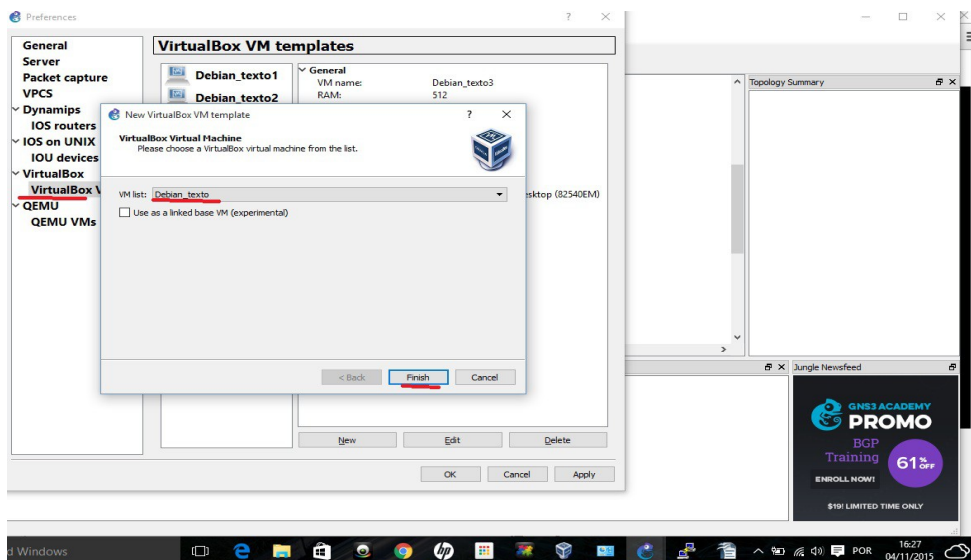 Preferences
General
Server
Packet capture
VPCS
Dynamips
IOS routers
IOS on UNIX
IOU devices
VirtualBox
VirtualBox V
QEMU
QEMU VMs
VirtualBox VM templates
Debian_texto1
Debian_texto2
General
VM name: Debian_texto3
RAM: 512
sktop (82540EM)
New VirtualBox VM template
VirtualBox Virtual Machine
Please choose a VirtualBox virtual machine from the list.
VM list: Debian_texto
Use as a linked base VM (experimental)
< Back Finish Cancel
New Edit Delete
OK Cancel Apply
Topology Summary
Jungle Newsfeed
GNS3 ACADEMY
PROMO
BGP
Training
61% OFF
ENROLL NOW!
$19! LIMITED TIME ONLY
d Windows
hp
POR
16:27
04/11/2015